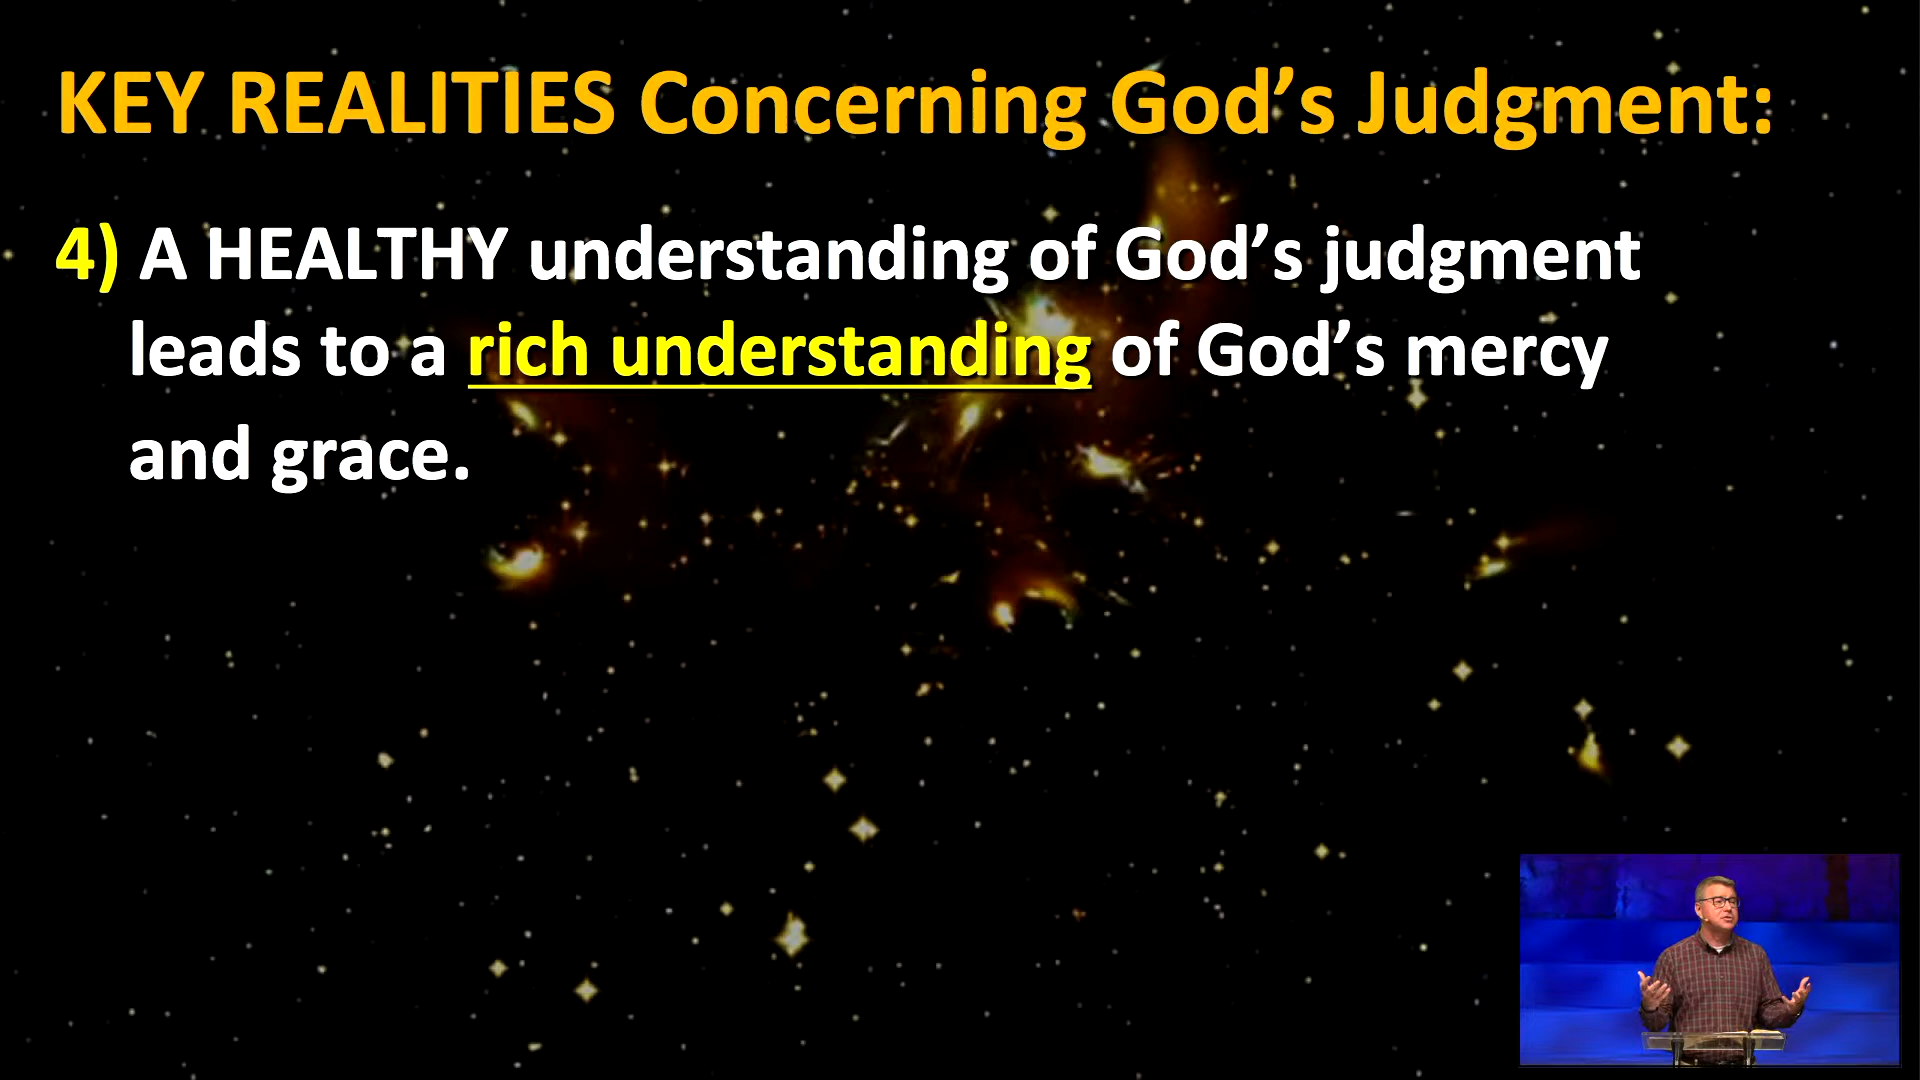 KEY REALITIES Concerning God’s Judgment:
4) A HEALTHY understanding of God’s judgment
leads to a rich understanding of God’s mercy
and grace.